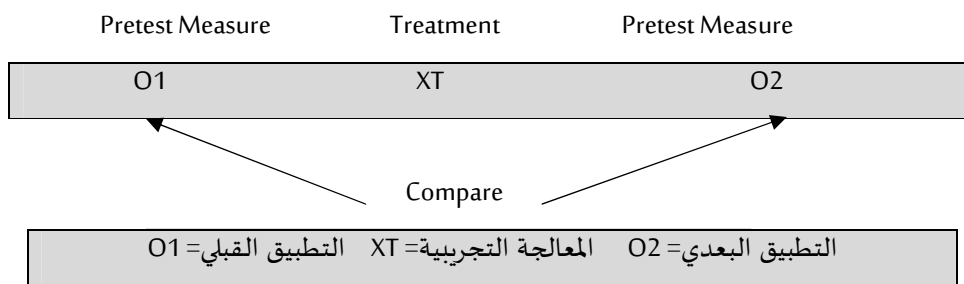 Pretest Measure Treatment Pretest Measure
O1 XT O2
Compare
O1 =التطبيق القبلي XT =المعالجة التجريبية O2 =التطبيق البعدي